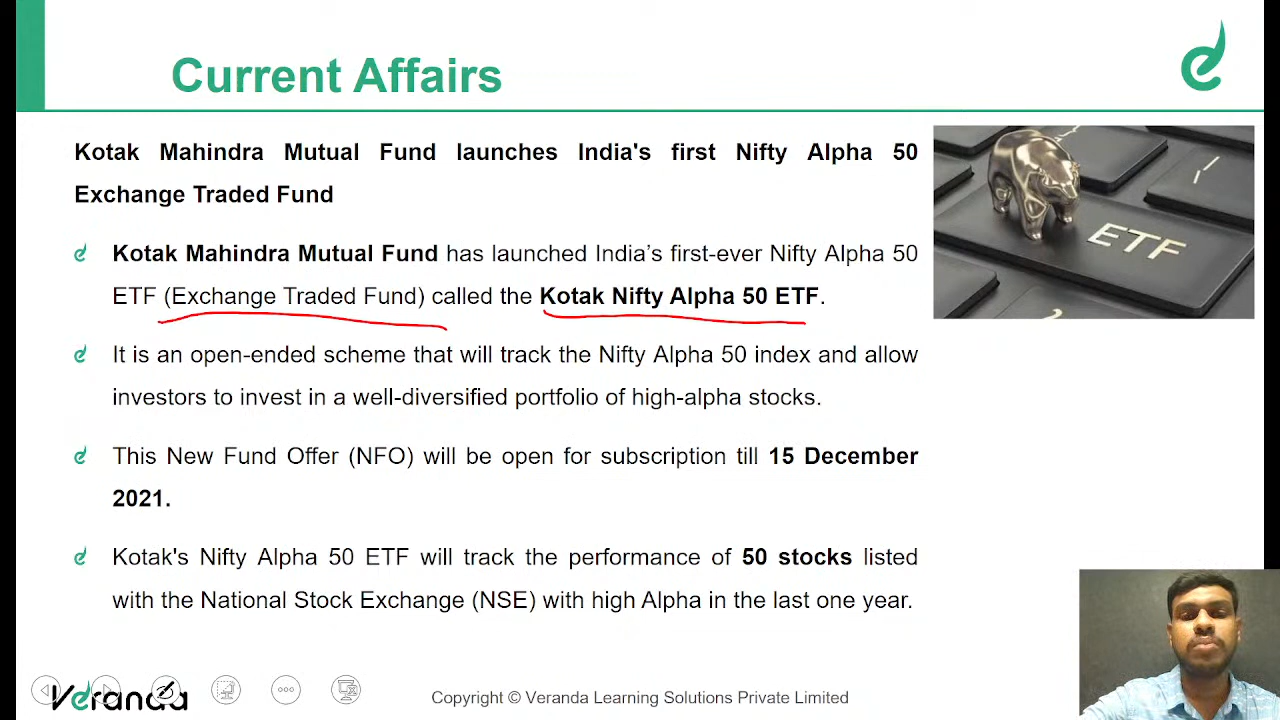 Current Affairs
Kotak Mahindra Mutual Fund launches India's first Nifty Alpha 50
Exchange Traded Fund
Kotak Mahindra Mutual Fund has launched India’s first-ever Nifty Alpha 50
ETF (Exchange Traded Fund) called the Kotak Nifty Alpha 50 ETF.
It is an open-ended scheme that will track the Nifty Alpha 50 index and allow
investors to invest in a well-diversified portfolio of high-alpha stocks.
This New Fund Offer (NFO) will be open for subscription till 15 December
2021.
Kotak's Nifty Alpha 50 ETF will track the performance of 50 stocks listed
with the National Stock Exchange (NSE) with high Alpha in the last one year.
ETF
Veranda
Copyright © Veranda Learning Solutions Private Limited